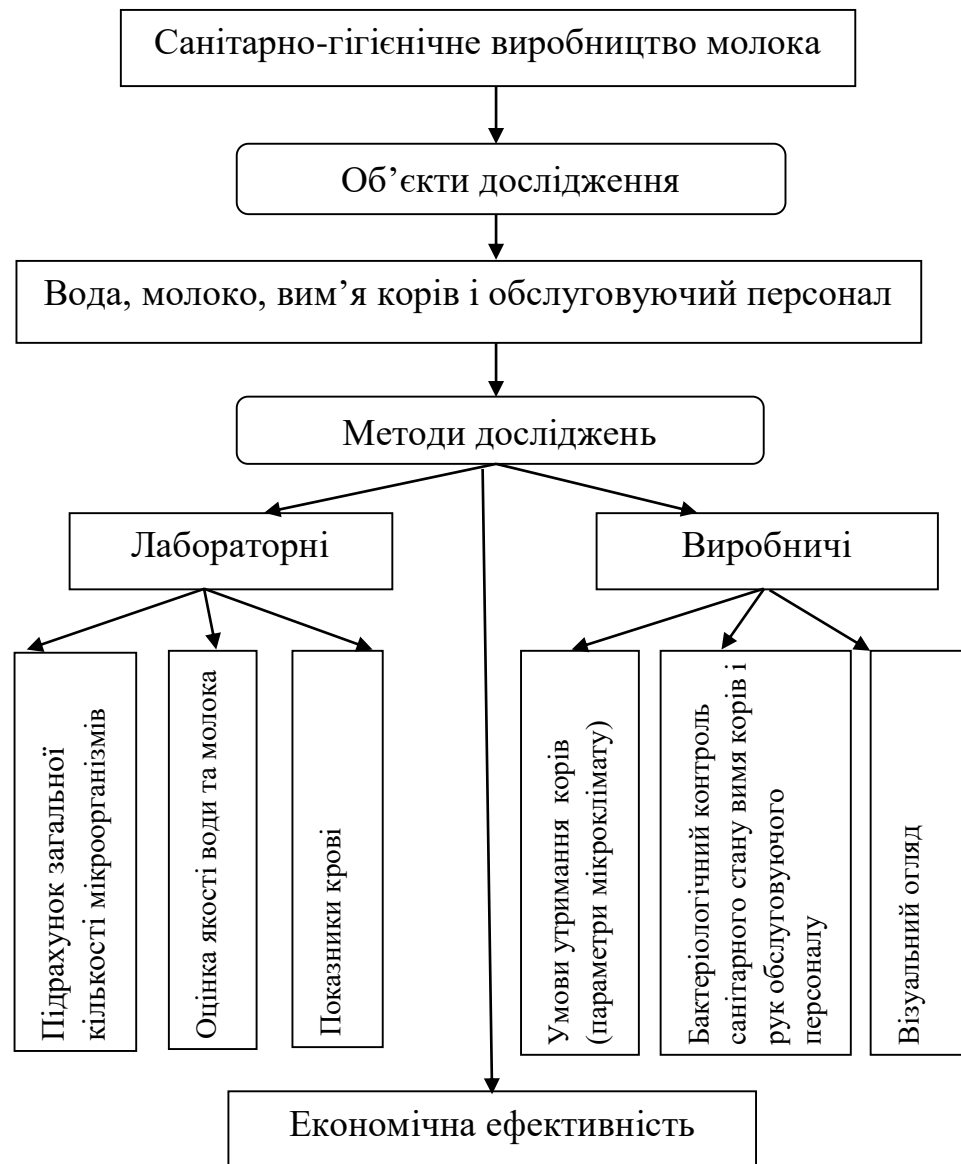 Санітарно-гігієнічне виробництво молока
Об’єкти дослідження
Вода, молоко, вим’я корів і обслуговуючий персонал
Методи досліджень
Лабораторні
Виробничі
Підрахунок загальної
кількості мікроорганізмів
Оцінка якості води та молока
Показники крові
Умови утримання корів
(параметри мікроклімату)
Бактеріологічний контроль
санітарного стану вимя корів і
рук обслуговуючого
персоналу
Візуальний огляд
Економічна ефективність